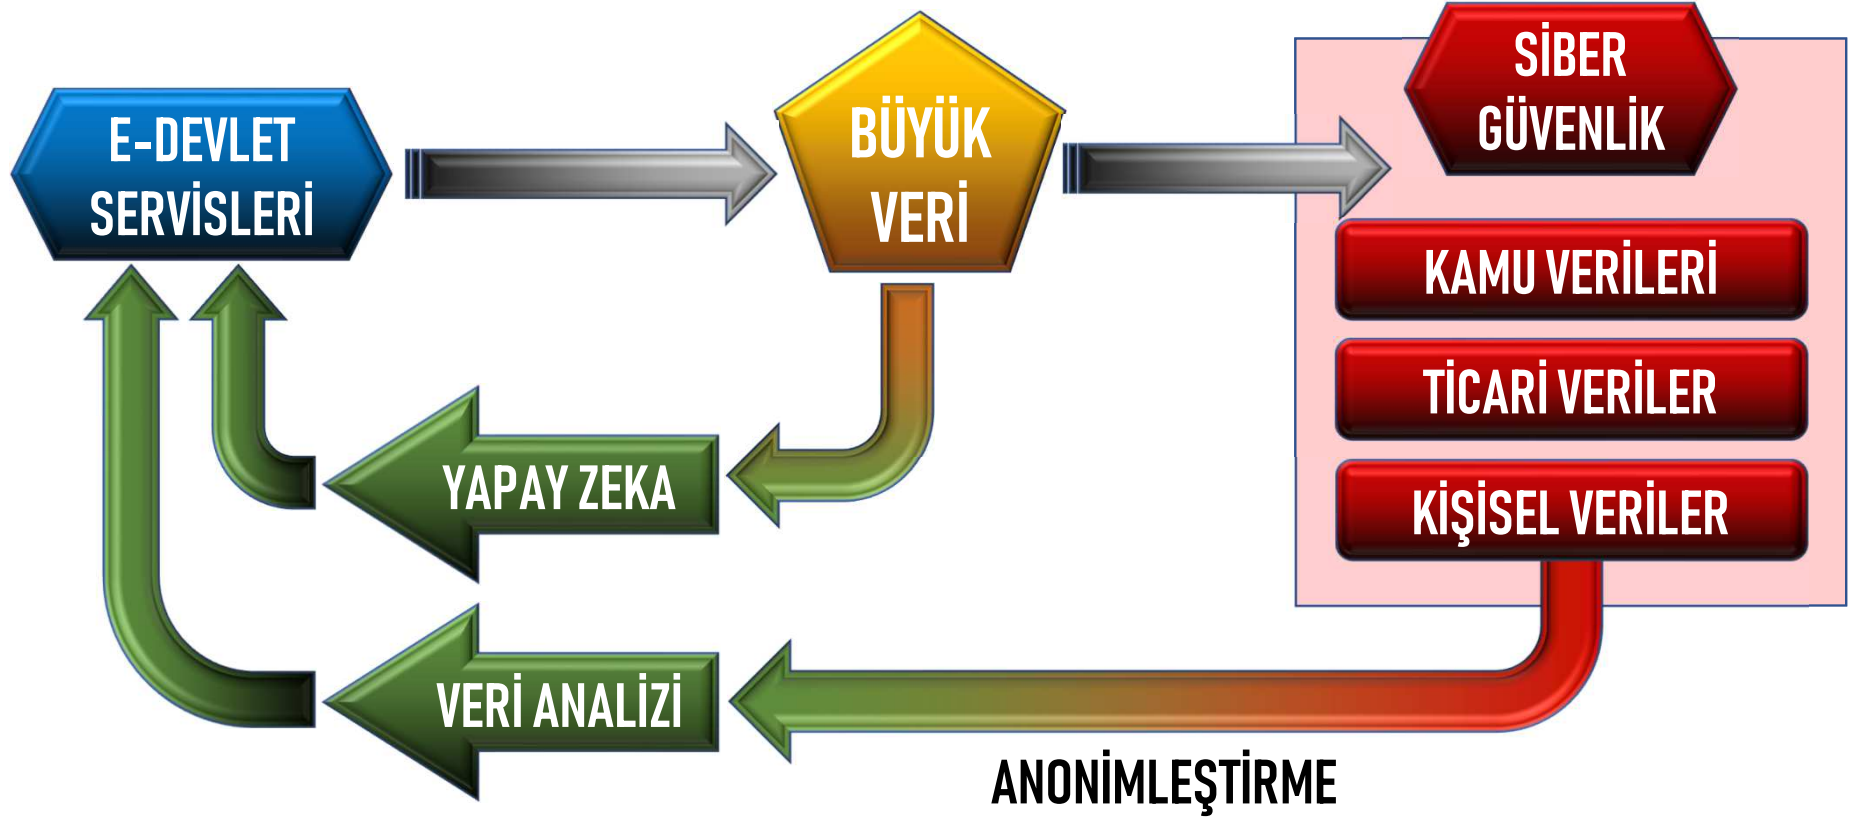 E-DEVLET
SERVİSLERİ
BÜYÜK
VERİ
SİBER
GÜVENLİK
KAMU VERİLERİ
TİCARİ VERİLER
KİŞİSEL VERİLER
YAPAY ZEKA
VERİ ANALİZİ
ANONİMLEŞTİRME